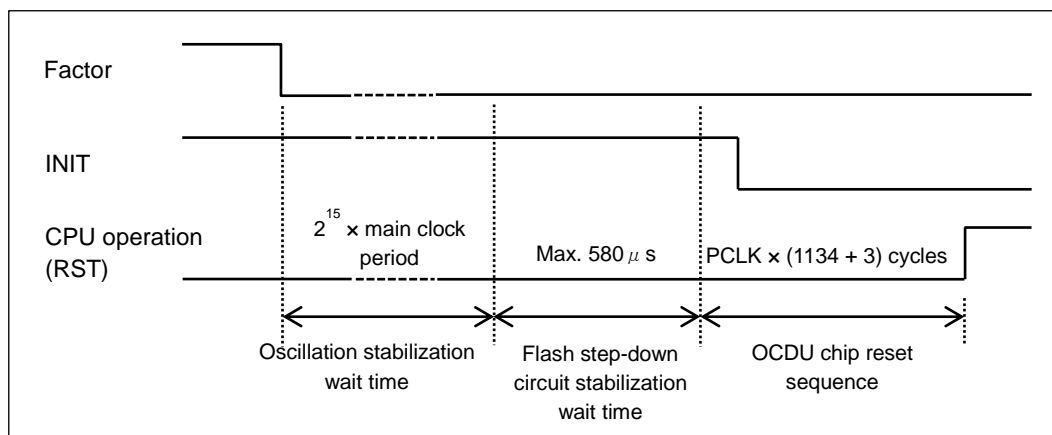 Factor
INIT
CPU operation
(RST)
2^15 × main clock
period
Max. 580 μ s
PCLK × (1134 + 3) cycles
Oscillation stabilization
wait time
Flash step-down
circuit stabilization
wait time
OCDU chip reset
sequence